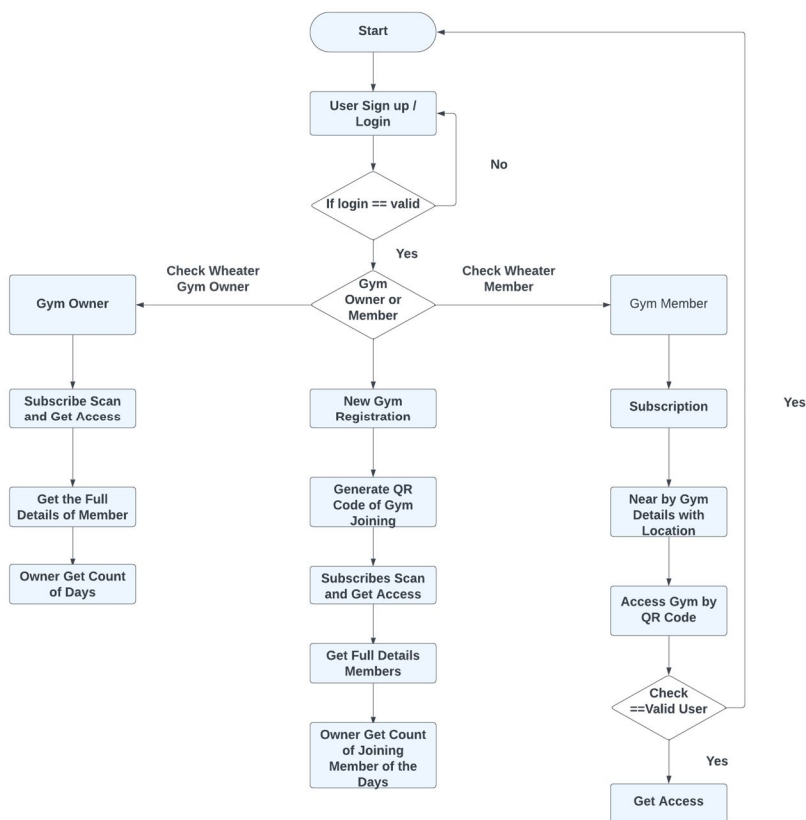 Start
User Sign up /
Login
No
If login == valid
Yes
Check Wheater
Gym Owner
Gym
Owner or
Member
Check Wheater
Member
Gym Owner
Gym Member
Subscribe Scan
and Get Access
New Gym
Registration
Subscription
Yes
Get the Full
Details of Member
Generate QR
Code of Gym
Joining
Near by Gym
Details with
Location
Owner Get Count
of Days
Subscribes Scan
and Get Access
Access Gym by
QR Code
Get Full Details
Members
Check
==Valid User
Owner Get Count
of Joining
Member of the
Days
Yes
Get Access